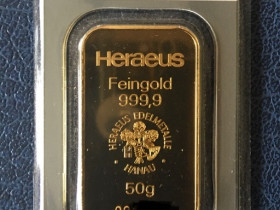 Heraeus
Feingold
999,9
HERAEUS EDELMETALLE
HANAU
50g